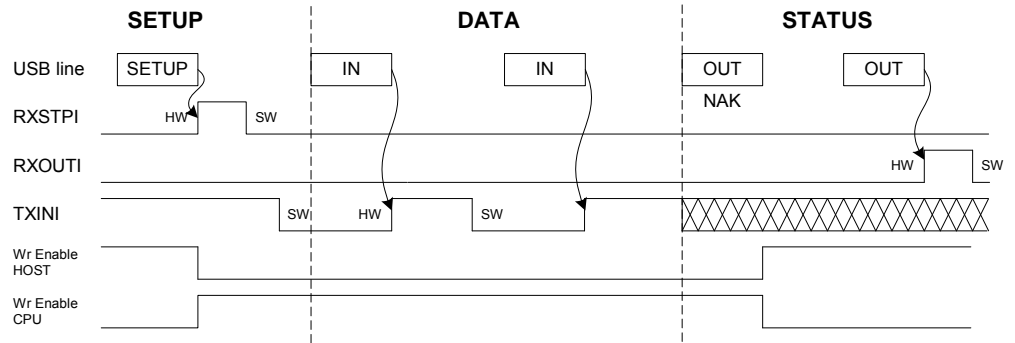 SETUP DATA STATUS
USB line SETUP IN IN OUT OUT
NAK
RXSTPI HW SW
RXOUTI HW SW
TXINI SW HW SW
Wr Enable
HOST
Wr Enable
CPU